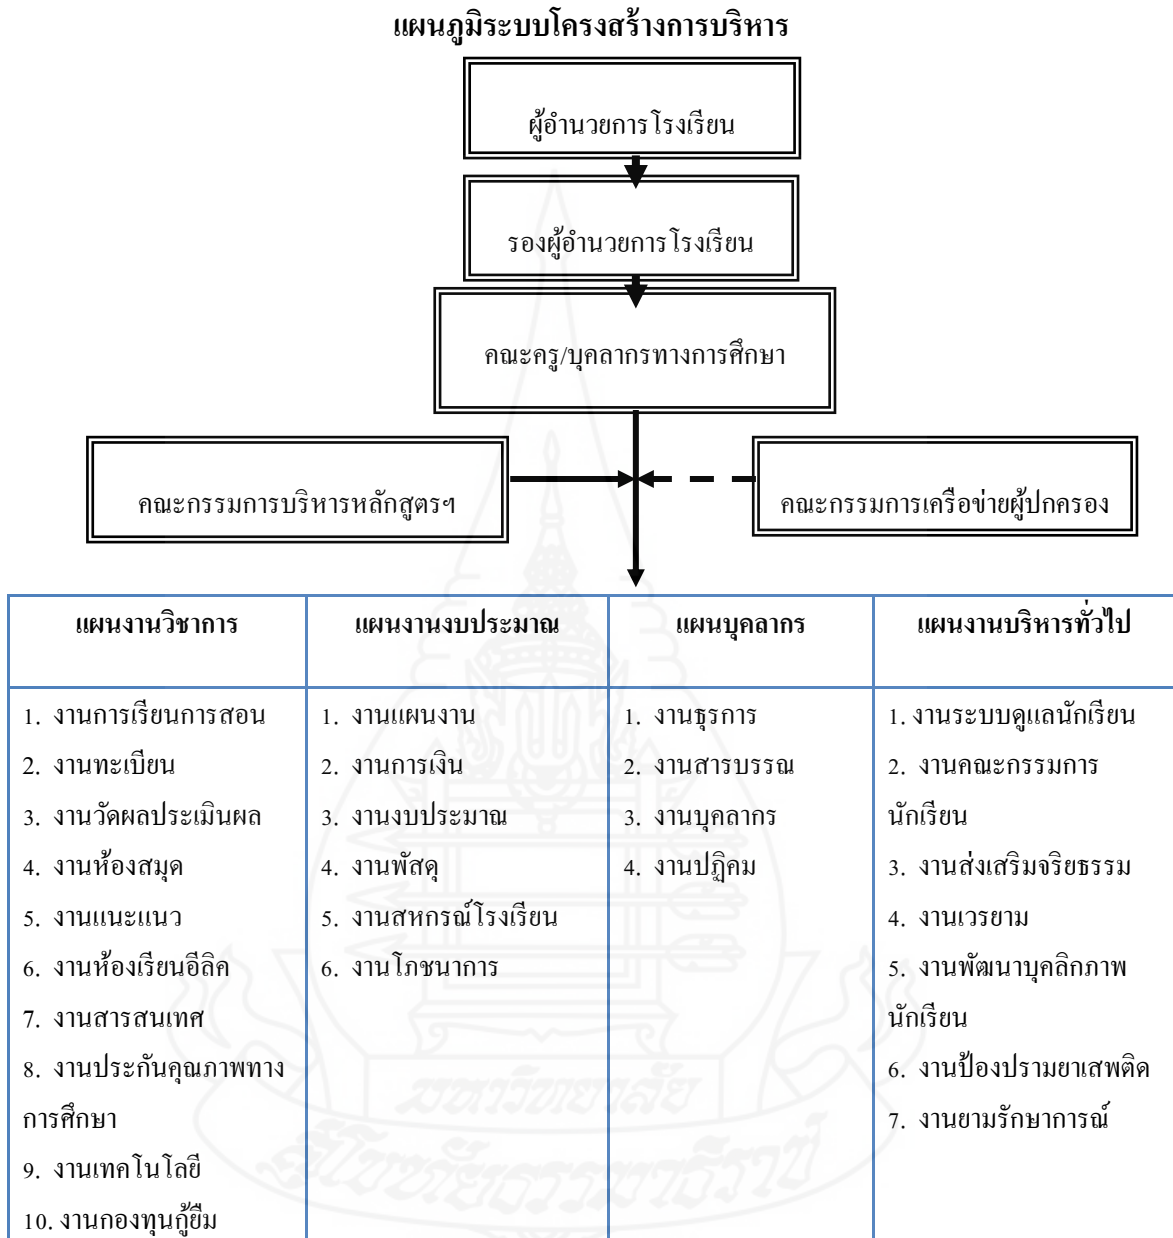 แผนภูมิระบบโครงสร้างการบริหาร
ผู้อำนวยการโรงเรียน
รองผู้อำนวยการโรงเรียน
คณะครู/บุคลากรทางการศึกษา
คณะกรรมการบริหารหลักสูตรฯ
คณะกรรมการเครือข่ายผู้ปกครอง
แผนงานวิชาการ
1. งานการเรียนการสอน
2. งานทะเบียน
3. งานวัดผลประเมินผล
4. งานห้องสมุด
5. งานแนะแนว
6. งานห้องเรียนอีลิค
7. งานสารสนเทศ
8. งานประกันคุณภาพทาง
การศึกษา
9. งานเทคโนโลยี
10. งานกองทุนกู้ยืม
แผนงานงบประมาณ
1. งานแผนงาน
2. งานการเงิน
3. งานงบประมาณ
4. งานพัสดุ
5. งานสหกรณ์โรงเรียน
6. งานโภชนาการ
แผนบุคลากร
1. งานธุรการ
2. งานสารบรรณ
3. งานบุคลากร
4. งานปฏิคม
แผนงานบริหารทั่วไป
1. งานระบบดูแลนักเรียน
2. งานคณะกรรมการ
นักเรียน
3. งานส่งเสริมจริยธรรม
4. งานเวรยาม
5. งานพัฒนาบุคลิกภาพ
นักเรียน
6. งานป้องปรามยาเสพติด
7. งานยามรักษาการณ์
มหาวิทยาลัย
สุโขทัยธรรมาธิราช